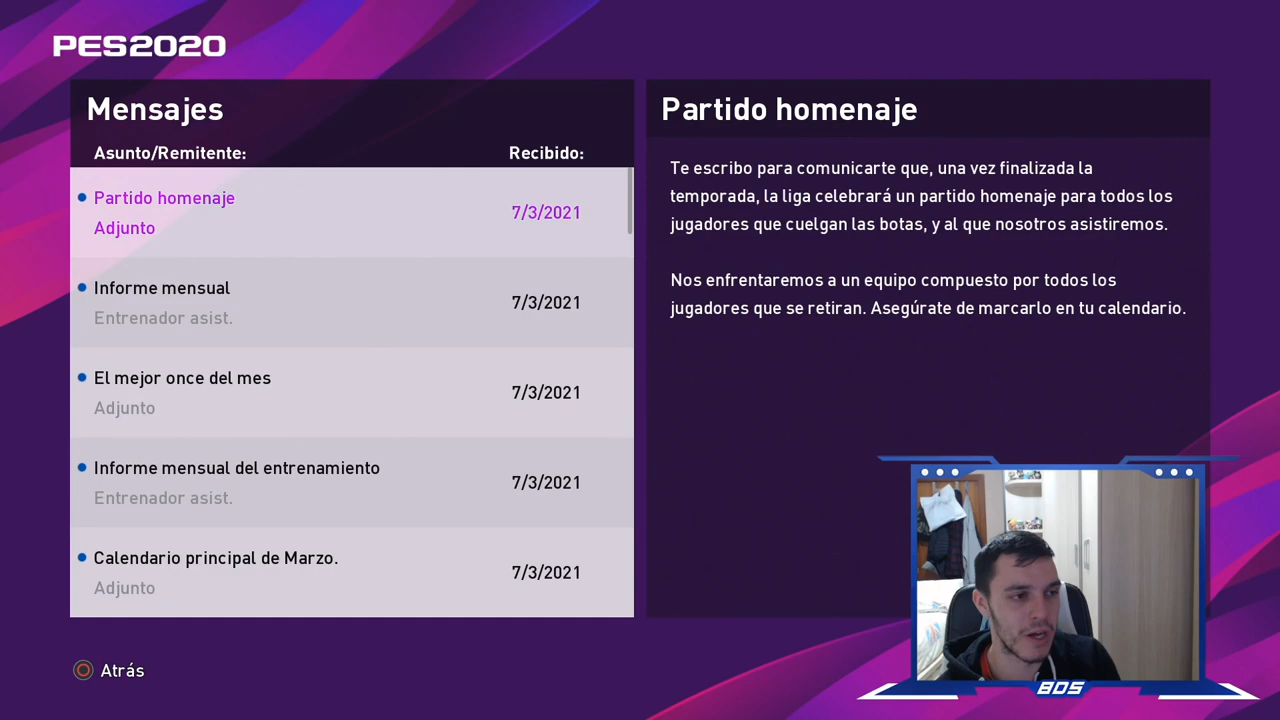 PES2020
Mensajes
Asunto/Remitente:
Recibido:
Partido homenaje
Adjunto
7/3/2021
Informe mensual
Entrenador asist.
7/3/2021
El mejor once del mes
Adjunto
7/3/2021
Informe mensual del entrenamiento
Entrenador asist.
7/3/2021
Calendario principal de Marzo.
Adjunto
7/3/2021
Partido homenaje
Te escribo para comunicarte que, una vez finalizada la
temporada, la liga celebrará un partido homenaje para todos los
jugadores que cuelgan las botas, y al que nosotros asistiremos.
Nos enfrentaremos a un equipo compuesto por todos los
jugadores que se retiran. Asegúrate de marcarlo en tu calendario.
Atrás
BDS